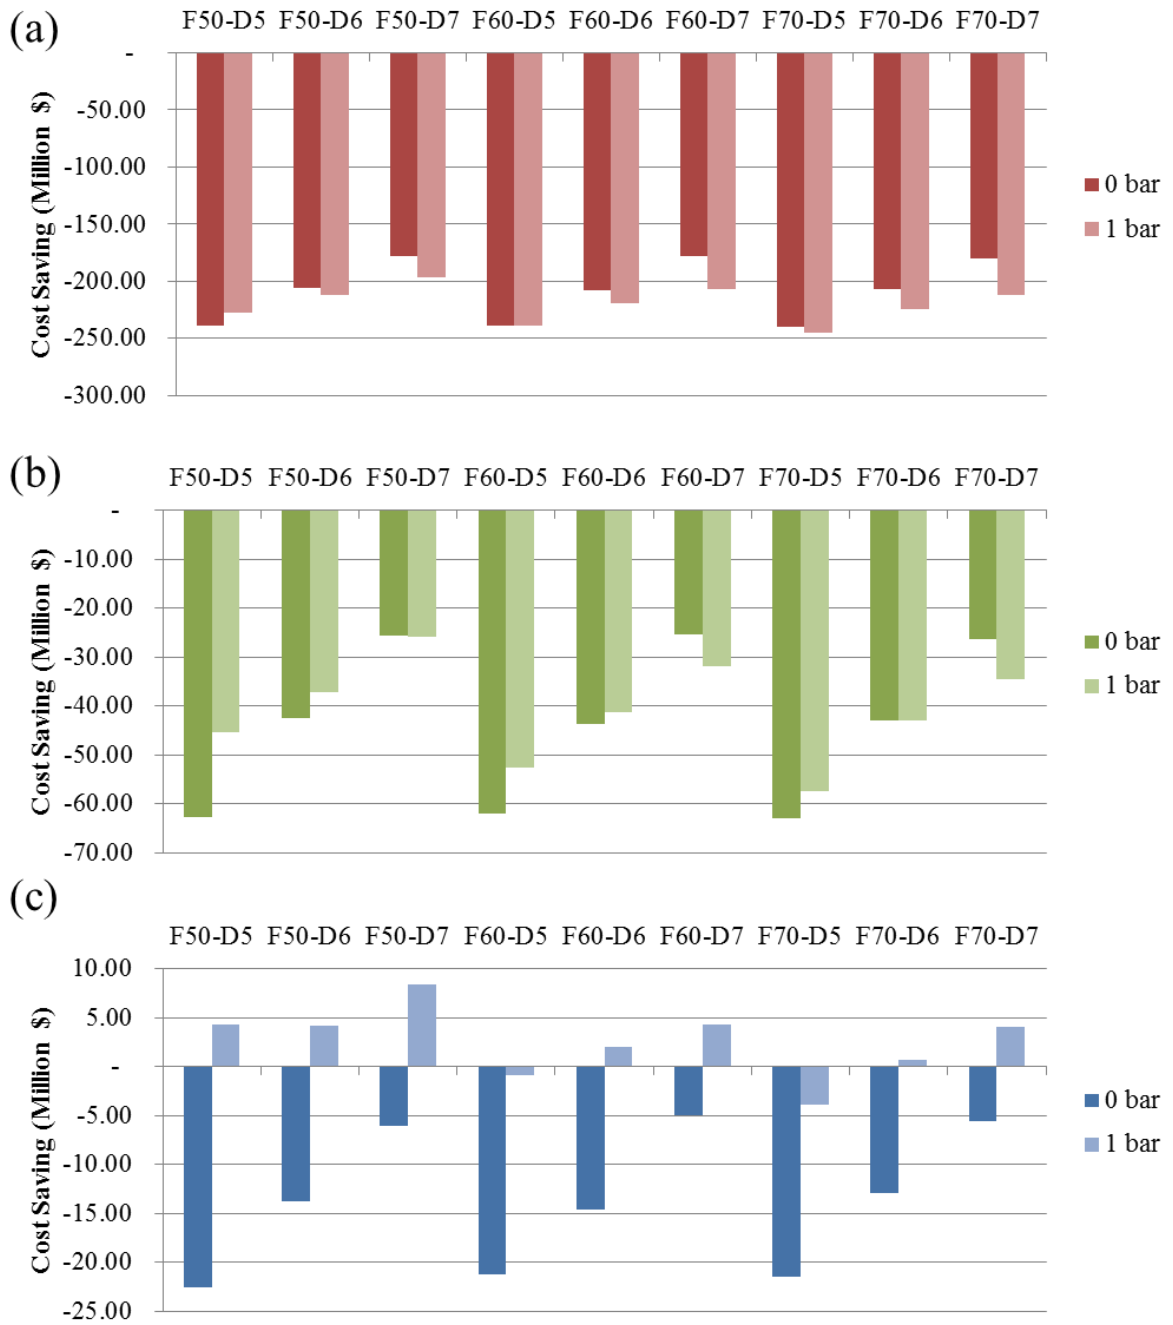 (a)
F50-D5 F50-D6 F50-D7 F60-D5 F60-D6 F60-D7 F70-D5 F70-D6 F70-D7
-
-50.00
-100.00
-150.00
-200.00
-250.00
-300.00
Cost Saving (Million $)
0 bar
1 bar
(b)
F50-D5 F50-D6 F50-D7 F60-D5 F60-D6 F60-D7 F70-D5 F70-D6 F70-D7
-
-10.00
-20.00
-30.00
-40.00
-50.00
-60.00
-70.00
Cost Saving (Million $)
0 bar
1 bar
(c)
F50-D5 F50-D6 F50-D7 F60-D5 F60-D6 F60-D7 F70-D5 F70-D6 F70-D7
10.00
5.00
-
-5.00
-10.00
-15.00
-20.00
-25.00
Cost Saving (Million $)
0 bar
1 bar